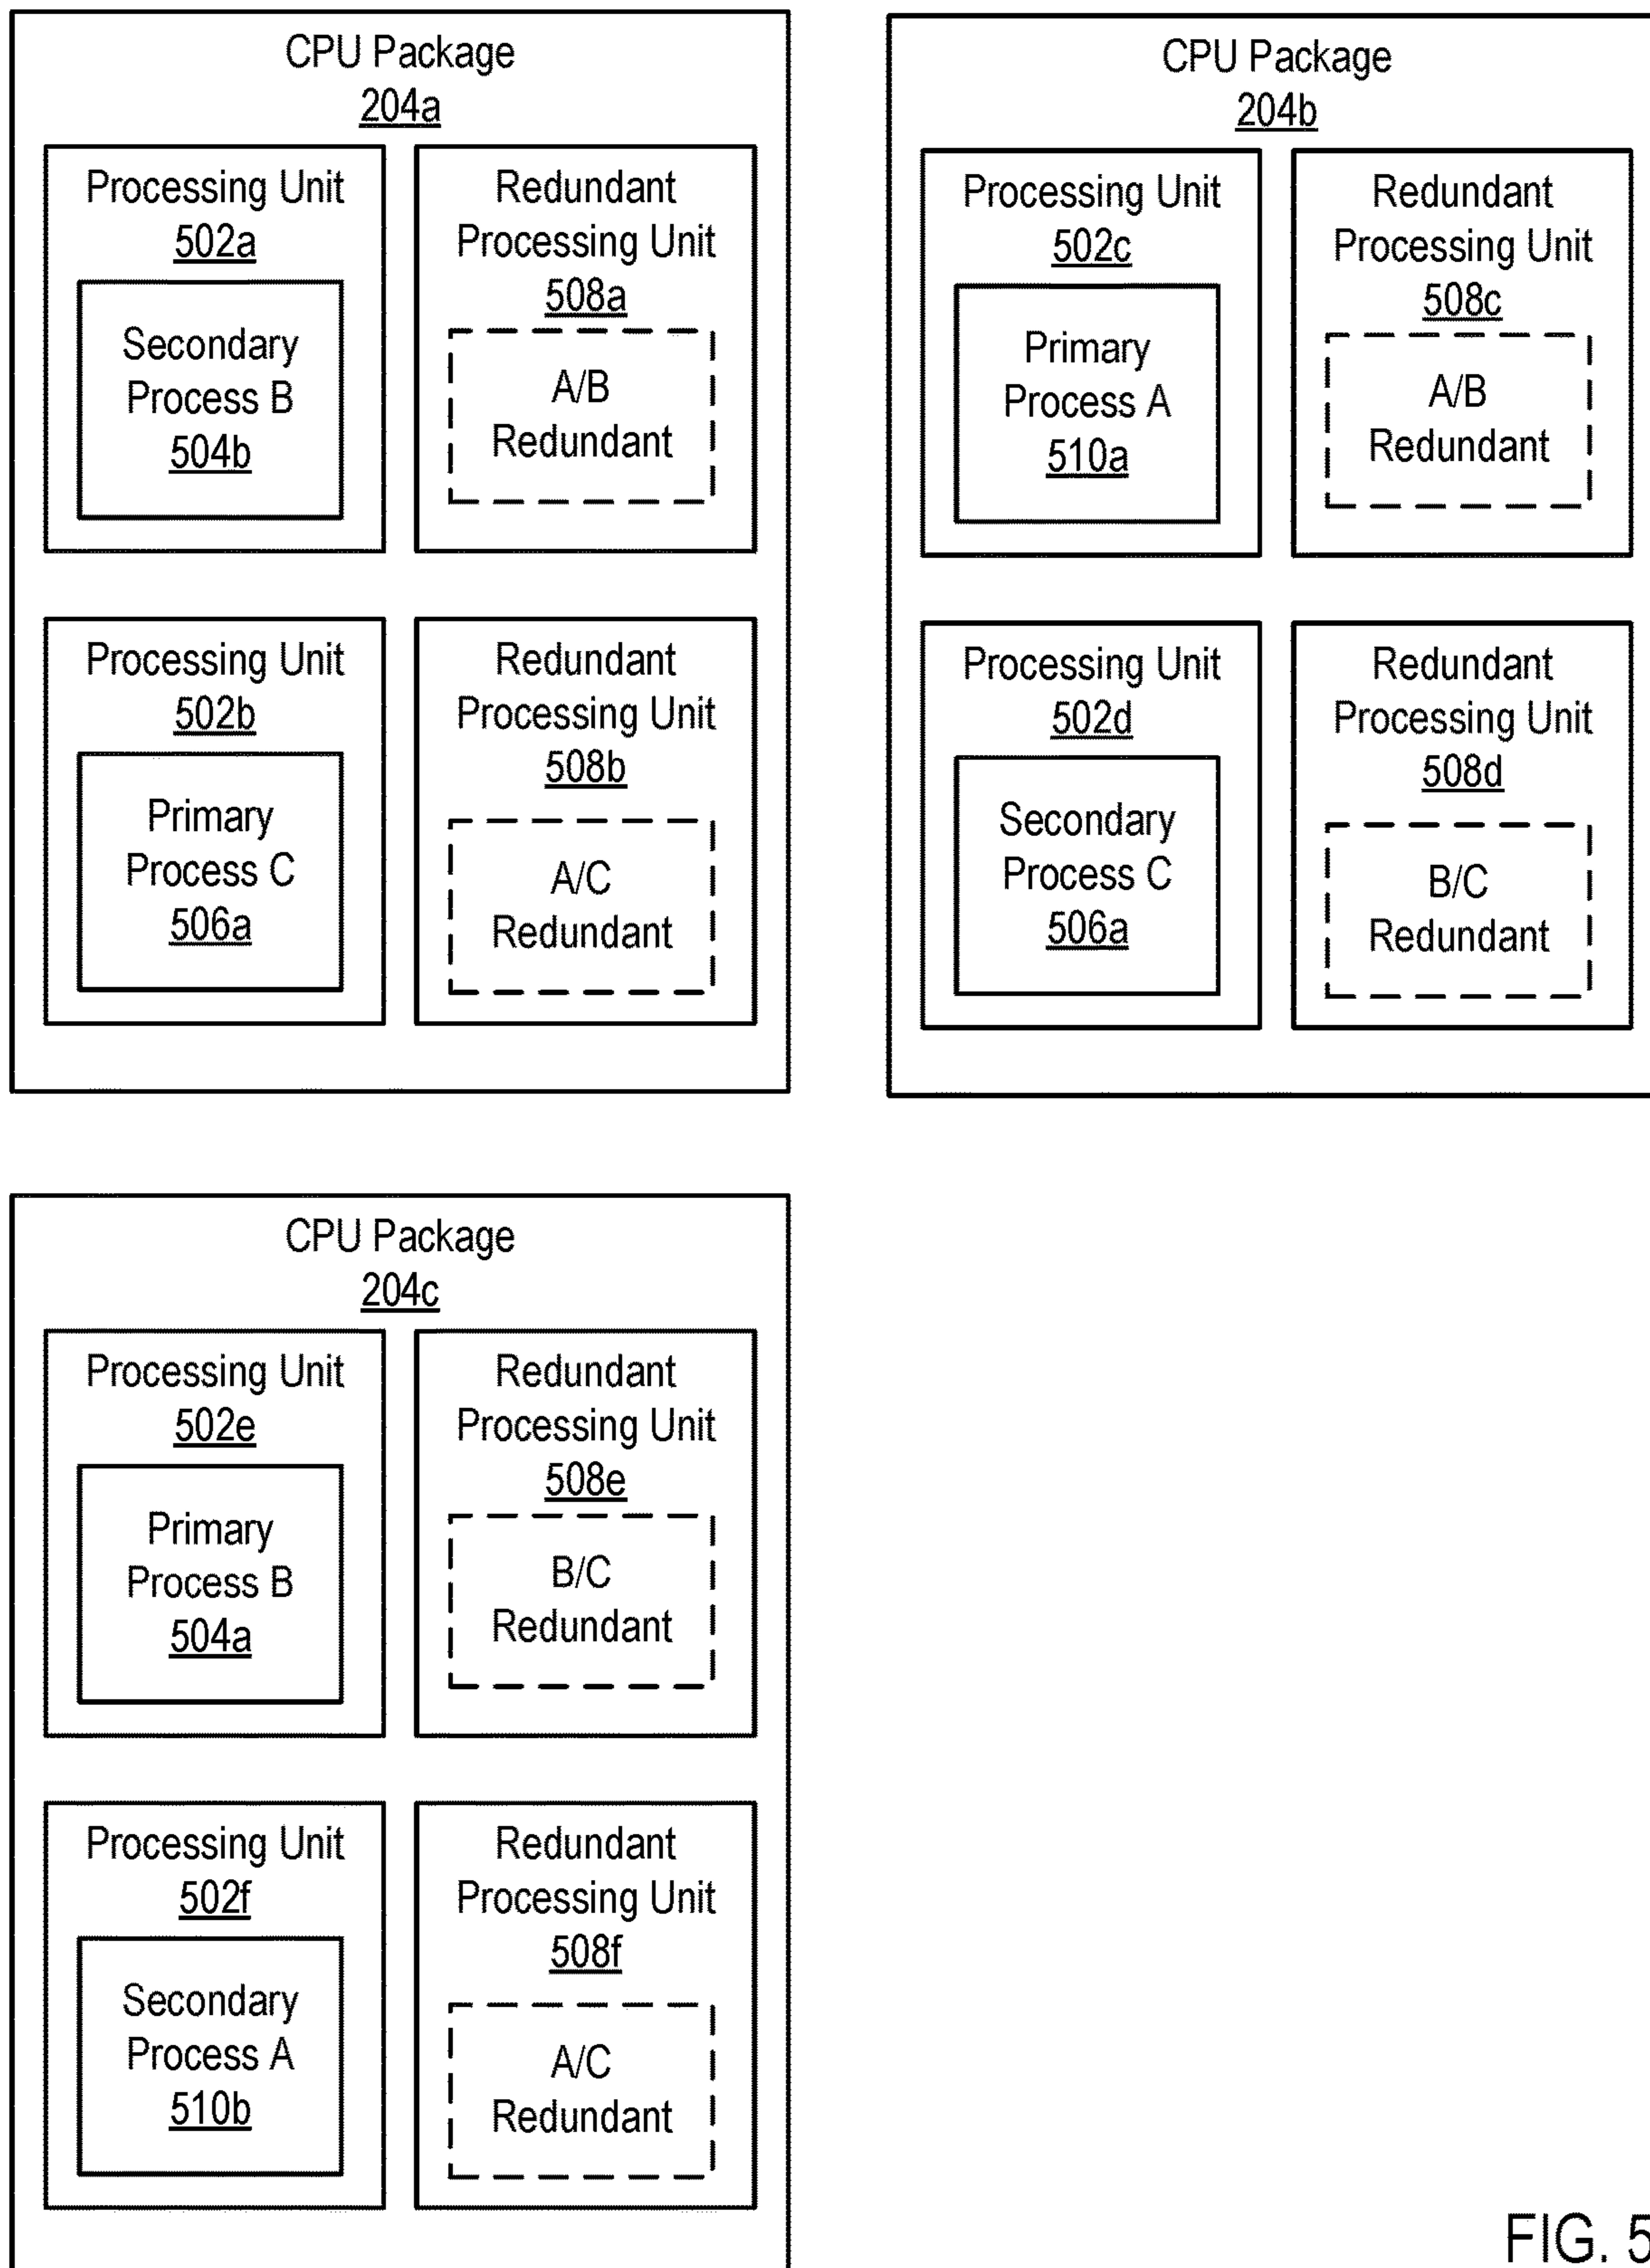 CPU Package
204a
Processing Unit
502a
Secondary
Process B
504b
Redundant
Processing Unit
508a
A/B
Redundant
Processing Unit
502b
Primary
Process C
506a
Redundant
Processing Unit
508b
A/C
Redundant
CPU Package
204b
Processing Unit
502c
Primary
Process A
510a
Redundant
Processing Unit
508c
A/B
Redundant
Processing Unit
502d
Secondary
Process C
506a
Redundant
Processing Unit
508d
B/C
Redundant
CPU Package
204c
Processing Unit
502e
Primary
Process B
504a
Redundant
Processing Unit
508e
B/C
Redundant
Processing Unit
502f
Secondary
Process A
510b
Redundant
Processing Unit
508f
A/C
Redundant
FIG. 5